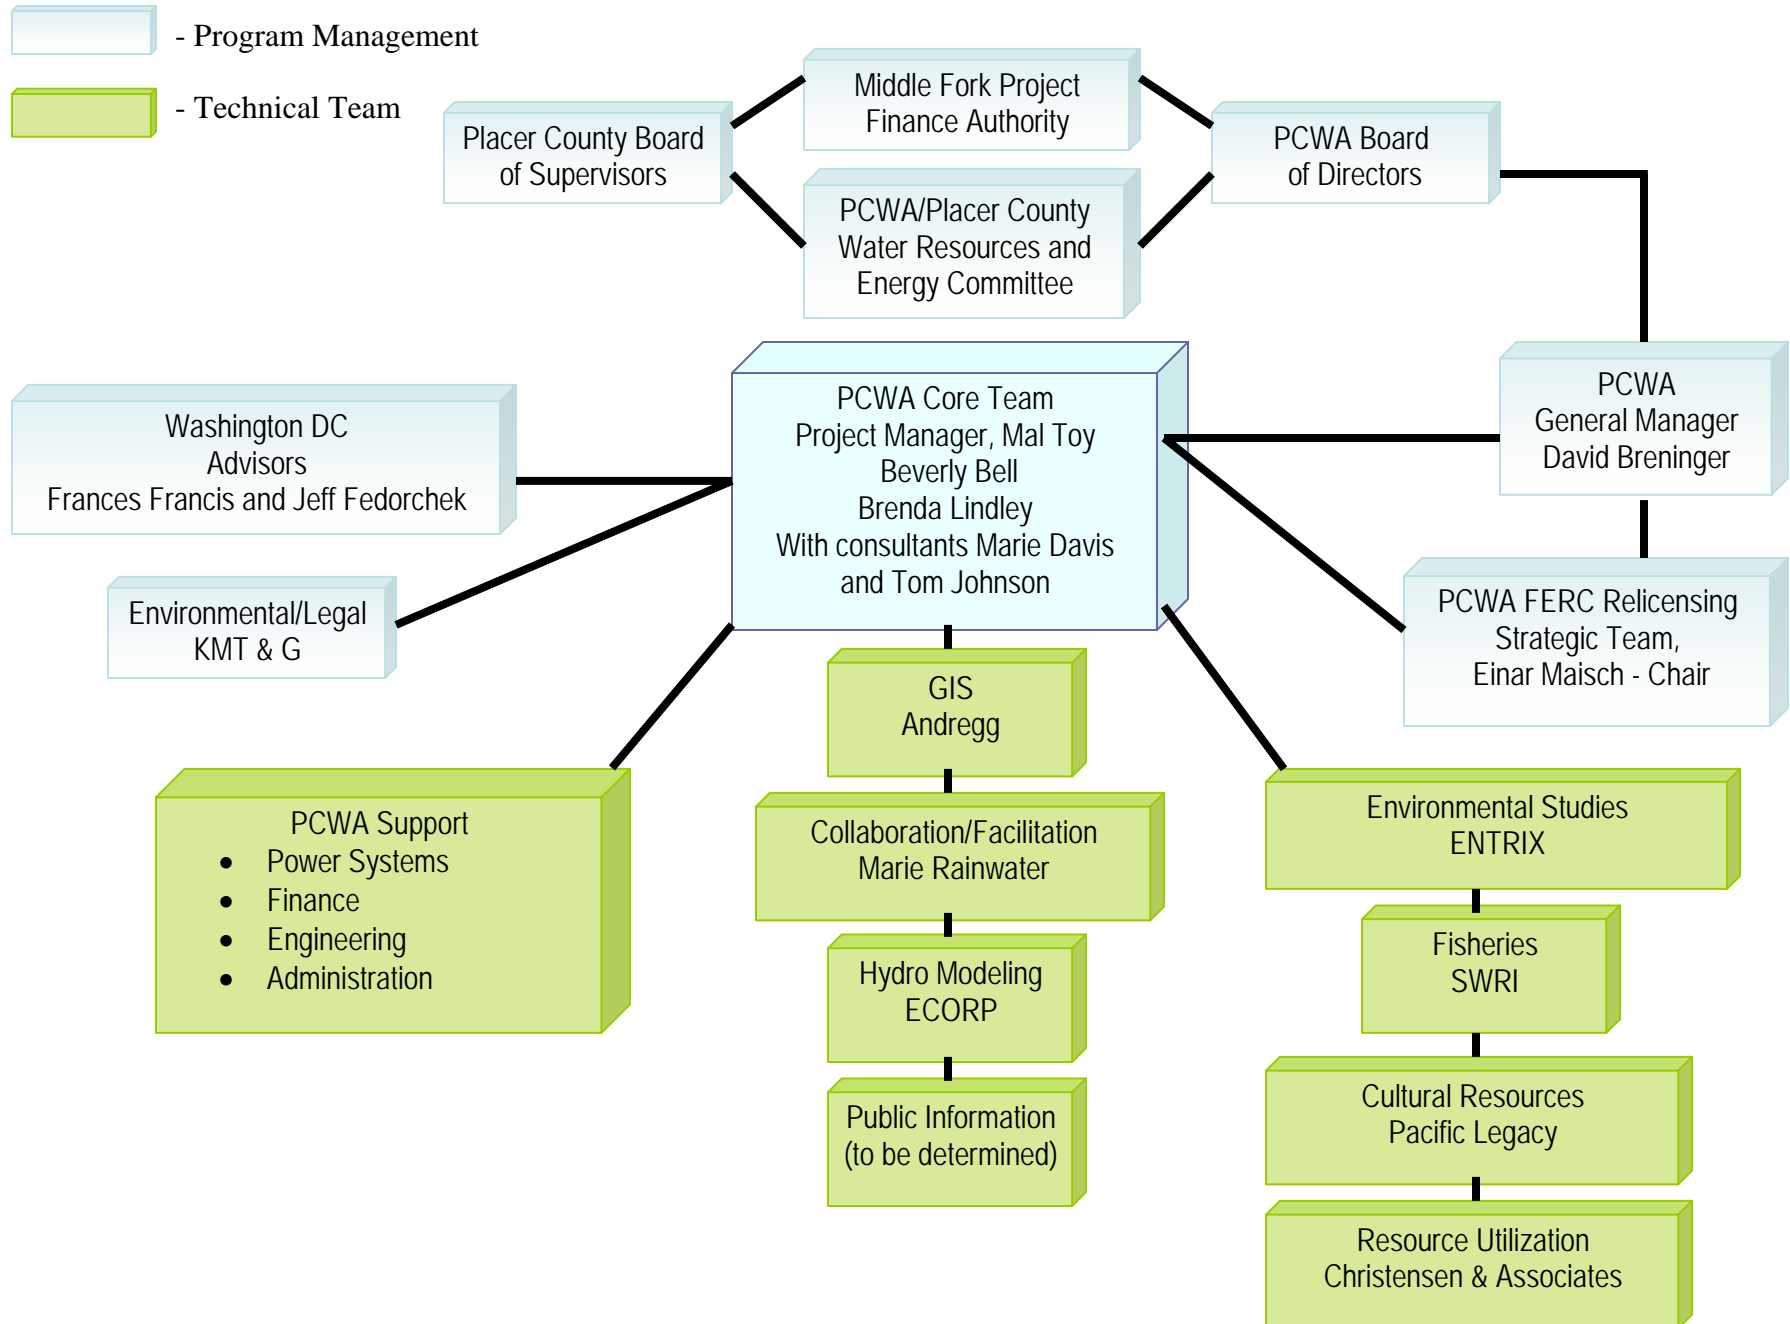 - Program Management
- Technical Team
Middle Fork Project
Finance Authority
Placer County Board
of Supervisors
PCWA Board
of Directors
PCWA/Placer County
Water Resources and
Energy Committee
PCWA Core Team
Project Manager, Mal Toy
Beverly Bell
Brenda Lindley
With consultants Marie Davis
and Tom Johnson
PCWA
General Manager
David Breninger
Washington DC
Advisors
Frances Francis and Jeff Fedorchek
Environmental/Legal
KMT & G
PCWA FERC Relicensing
Strategic Team,
Einar Maisch - Chair
GIS
Andregg
PCWA Support
• Power Systems
• Finance
• Engineering
• Administration
Collaboration/Facilitation
Marie Rainwater
Hydro Modeling
ECORP
Public Information
(to be determined)
Environmental Studies
ENTRIX
Fisheries
SWRI
Cultural Resources
Pacific Legacy
Resource Utilization
Christensen & Associates